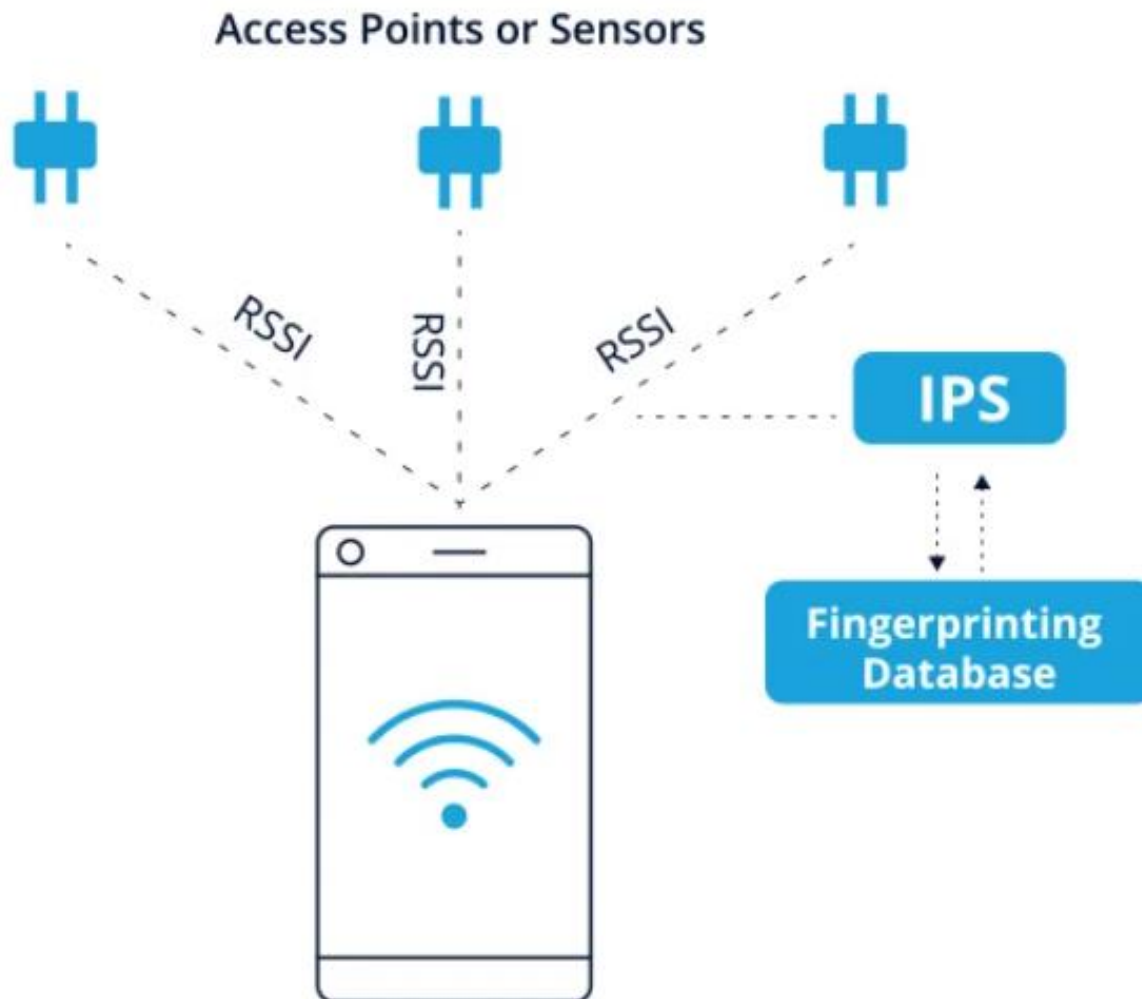 Access Points or Sensors
RSSI
RSSI
RSSI
IPS
Fingerprinting
Database